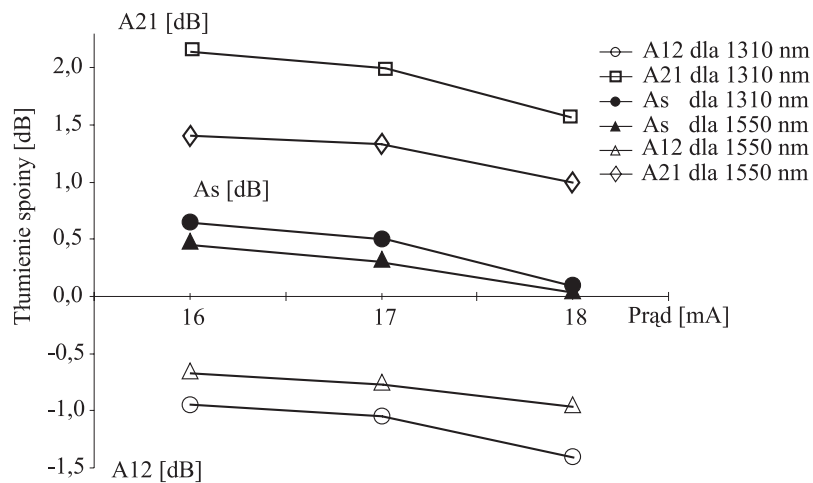 A21 [dB]
Tłumienie spoiny [dB]
2,0
1,5
1,0
0,5
0,0
-0,5
-1,0
-1,5
As [dB]
16
17
18
Prąd [mA]
A12 [dB]
A12 dla 1310 nm
A21 dla 1310 nm
As dla 1310 nm
As dla 1550 nm
A12 dla 1550 nm
A21 dla 1550 nm